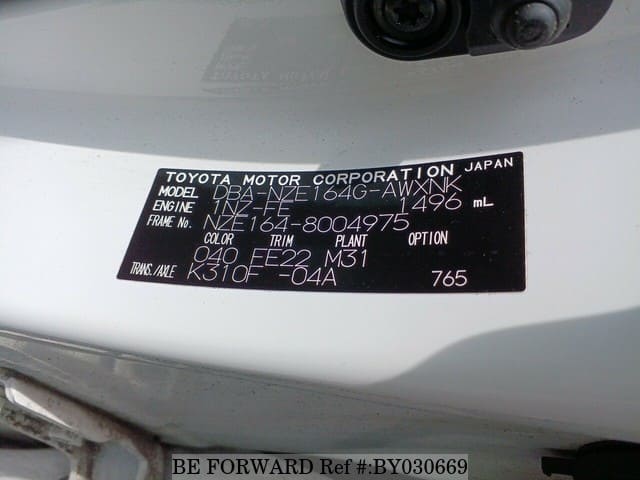 TOYOTA MOTOR CORPORATION JAPAN
MODEL DBA-NZE164G-AWXNK
ENGINE 1NZ-FE 1496 mL
FRAME No. NZE164-8004975
COLOR TRIM PLANT OPTION
040 FE22 M31
TRANS./AXLE K310F -04A 765
BE FORWARD Ref #:BY030669